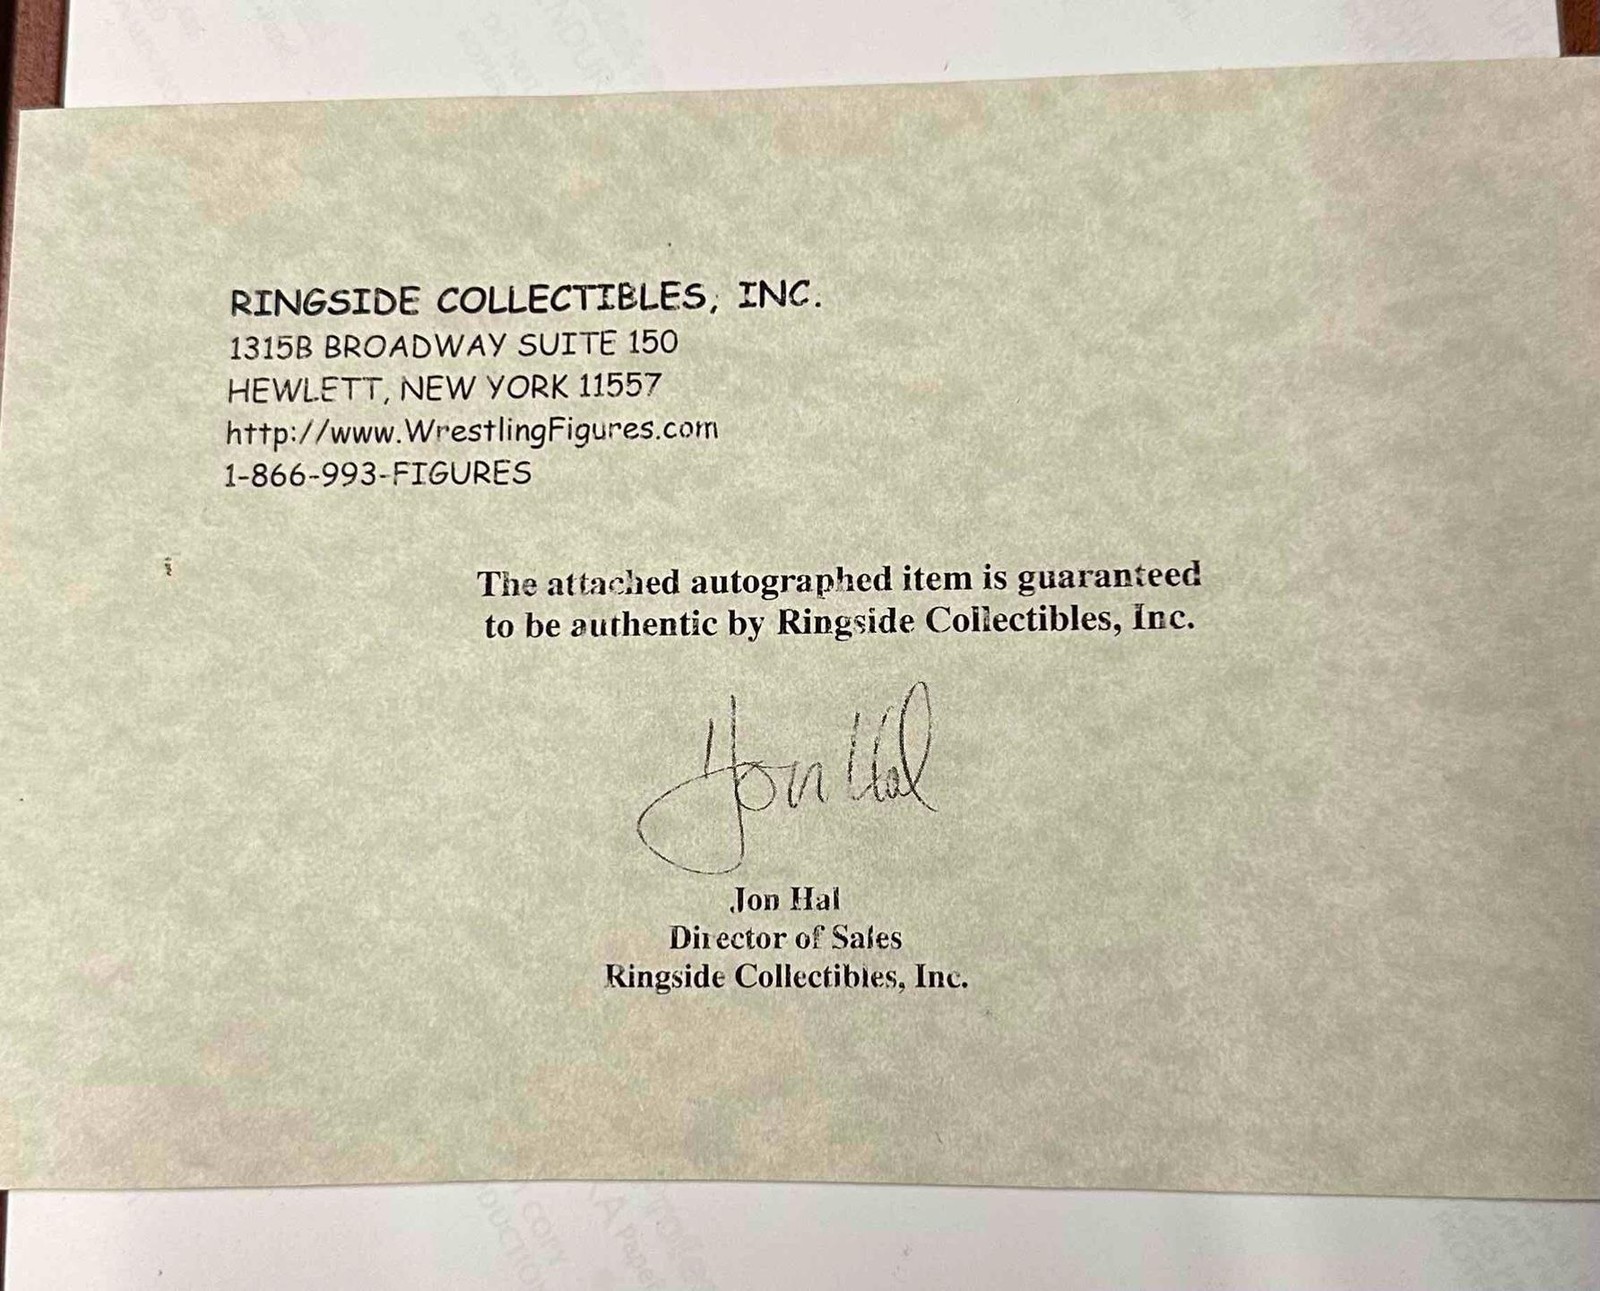 RINGSIDE COLLECTIBLES, INC.
1315B BROADWAY SUITE 150
HEWLETT, NEW YORK 11557
http://www.WrestlingFigures.com
1-866-993-FIGURES
The attached autographed item is guaranteed
to be authentic by Ringside Collectibles, Inc.
Jon Hal
Jon Hal
Director of Sales
Ringside Collectibles, Inc.